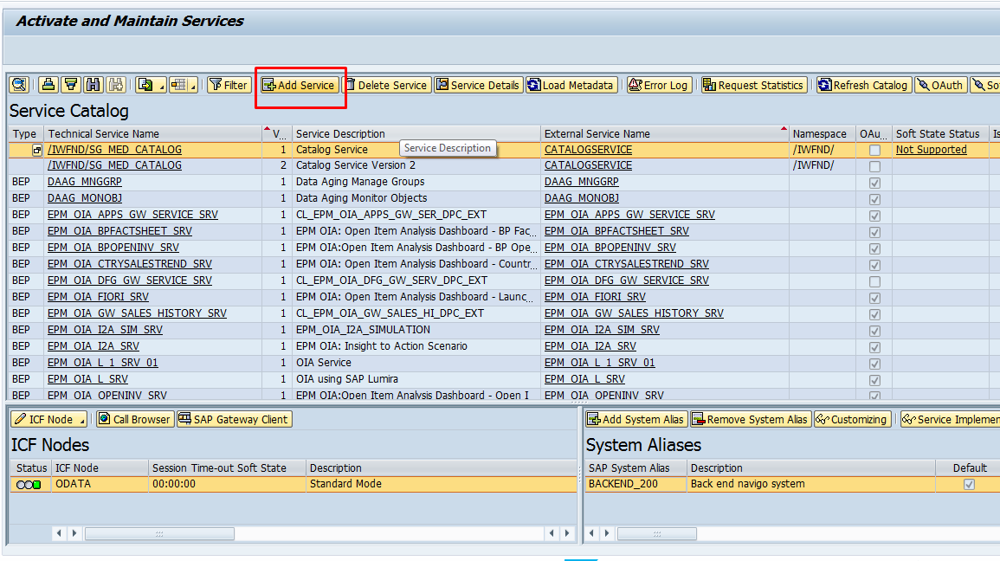 Activate and Maintain Services
Filter Add Service Delete Service Service Details Load Metadata Error Log Request Statistics Refresh Catalog OAuth So
Service Catalog
Type Technical Service Name V... Service Description External Service Name Namespace OAu... Soft State Status Is
/IWFND/SG_MED_CATALOG 1 Catalog Service CATALOGSERVICE /IWFND/ Not Supported
Service Description
/IWFND/SG_MED_CATALOG 2 Catalog Service Version 2 CATALOGSERVICE /IWFND/
BEP DAAG_MNGGRP 1 Data Aging Manage Groups DAAG_MNGGRP
BEP DAAG_MONOBJ 1 Data Aging Monitor Objects DAAG_MONOBJ
BEP EPM_OIA_APPS_GW_SERVICE_SRV 1 CL_EPM_OIA_APPS_GW_SER_DPC_EXT EPM_OIA_APPS_GW_SERVICE_SRV
BEP EPM_OIA_BPFACTSHEET_SRV 1 EPM OIA: Open Item Analysis Dashboard - BP Fac... EPM_OIA_BPFACTSHEET_SRV
BEP EPM_OIA_BPOPENINV_SRV 1 EPM OIA:Open Item Analysis Dashboard - BP Ope... EPM_OIA_BPOPENINV_SRV
BEP EPM_OIA_CTRYSALESTREND_SRV 1 EPM OIA: Open Item Analysis Dashboard - Countr... EPM_OIA_CTRYSALESTREND_SRV
BEP EPM_OIA_DFG_GW_SERVICE_SRV 1 CL_EPM_OIA_DFG_GW_SERV_DPC_EXT EPM_OIA_DFG_GW_SERVICE_SRV
BEP EPM_OIA_FIORI_SRV 1 EPM OIA: Open Item Analysis Dashboard - Launc... EPM_OIA_FIORI_SRV
BEP EPM_OIA_GW_SALES_HISTORY_SRV 1 CL_EPM_OIA_GW_SALES_HI_DPC_EXT EPM_OIA_GW_SALES_HISTORY_SRV
BEP EPM_OIA_I2A_SIM_SRV 1 EPM_OIA_I2A_SIMULATION EPM_OIA_I2A_SIM_SRV
BEP EPM_OIA_I2A_SRV 1 EPM OIA: Insight to Action Scenario EPM_OIA_I2A_SRV
BEP EPM_OIA_L_1_SRV_01 1 OIA Service EPM_OIA_L_1_SRV_01
BEP EPM_OIA_L_SRV 1 OIA using SAP Lumira EPM_OIA_L_SRV
BEP EPM_OIA_OPENINV_SRV 1 EPM OIA:Open Item Analysis Dashboard - Open I EPM_OIA_OPENINV_SRV
ICF Node Call Browser SAP Gateway Client
ICF Nodes
Status ICF Node Session Time-out Soft State Description
ODATA 00:00:00 Standard Mode
Add System Alias Remove System Alias Customizing Service Implemen
System Aliases
SAP System Alias Description Default
BACKEND_200 Back end navigo system